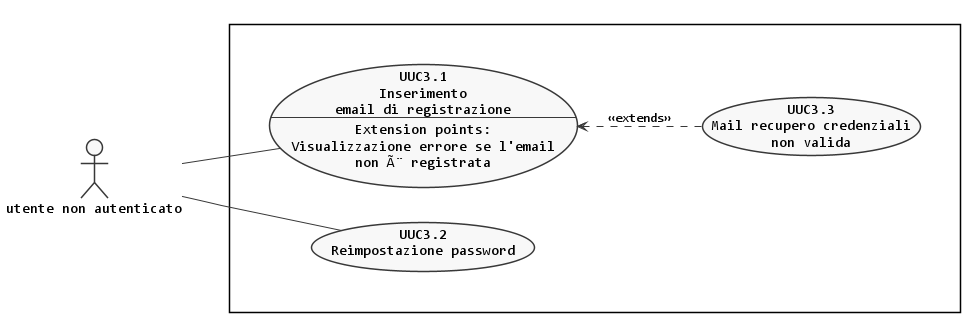 UUC3.1
Inserimento
email di registrazione
Extension points:
Visualizzazione errore se l'email
non Ã¨ registrata
«extends»
UUC3.3
Mail recupero credenziali
non valida
utente non autenticato
UUC3.2
Reimpostazione password